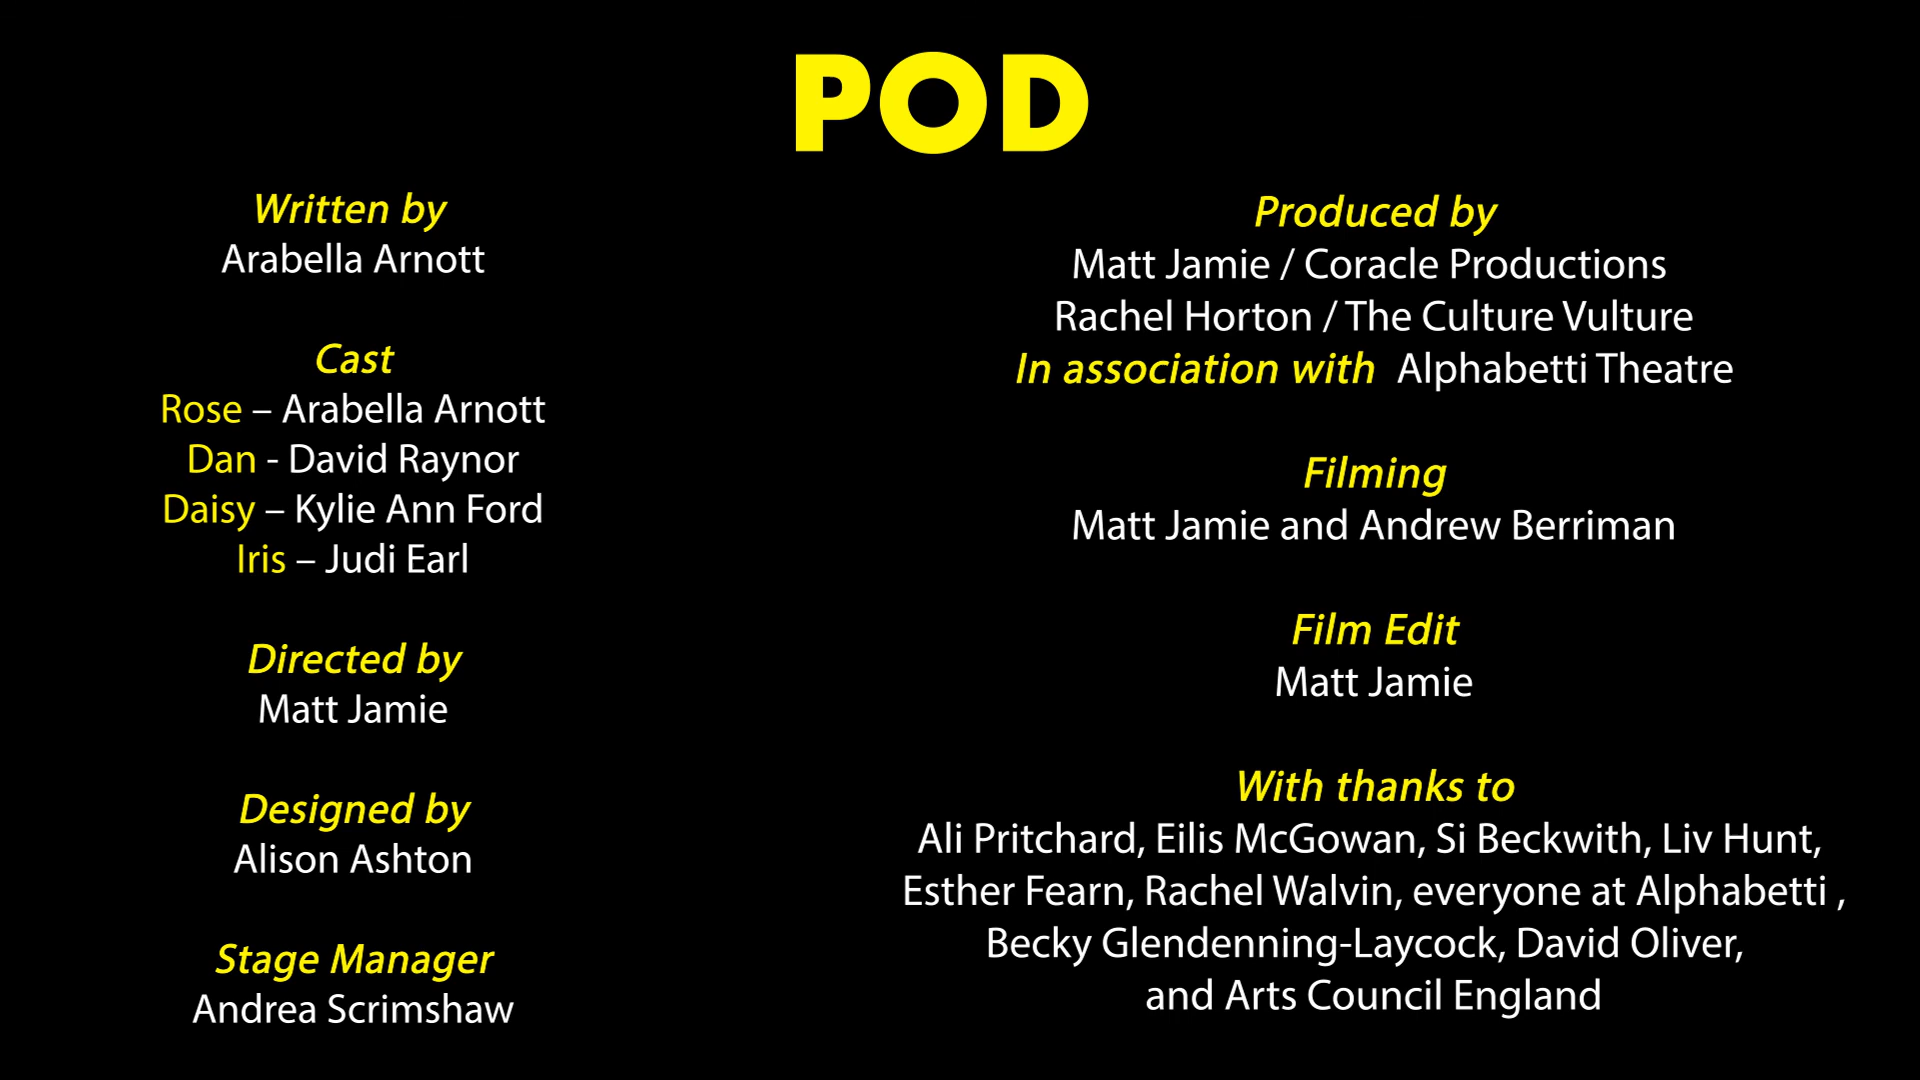 POD
Written by
Arabella Arnott
Cast
Rose – Arabella Arnott
Dan - David Raynor
Daisy – Kylie Ann Ford
Iris – Judi Earl
Directed by
Matt Jamie
Designed by
Alison Ashton
Stage Manager
Andrea Scrimshaw
Produced by
Matt Jamie / Coracle Productions
Rachel Horton / The Culture Vulture
In association with Alphabetti Theatre
Filming
Matt Jamie and Andrew Berriman
Film Edit
Matt Jamie
With thanks to
Ali Pritchard, Eilis McGowan, Si Beckwith, Liv Hunt,
Esther Fearn, Rachel Walvin, everyone at Alphabetti ,
Becky Glendenning-Laycock, David Oliver,
and Arts Council England